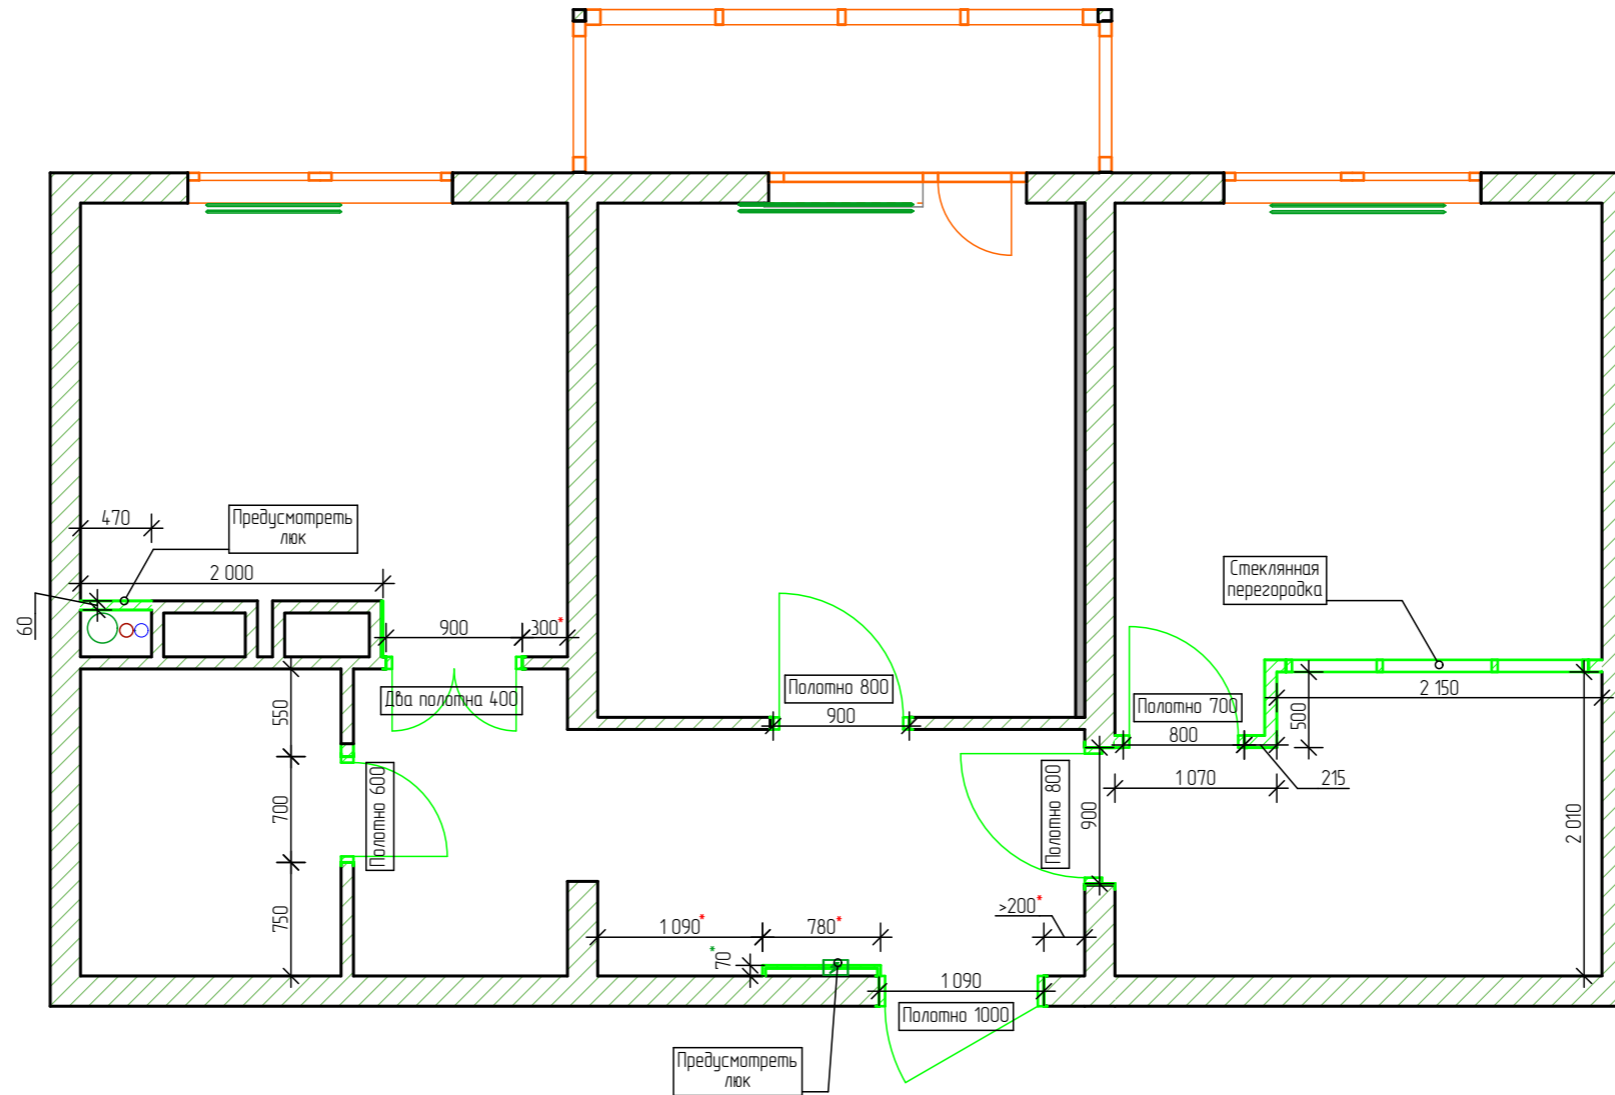 470
Предусмотреть
люк
2 000
60
900
300*
Два полотна 400
550
700
Полотно 600
750
Полотно 800
900
Стеклянная
перегородка
2 150
Полотно 700
500
800
215
1 070
Полотно 800
900
2 010
>200*
1 090*
780*
70*
1 090
Полотно 1000
Предусмотреть
люк